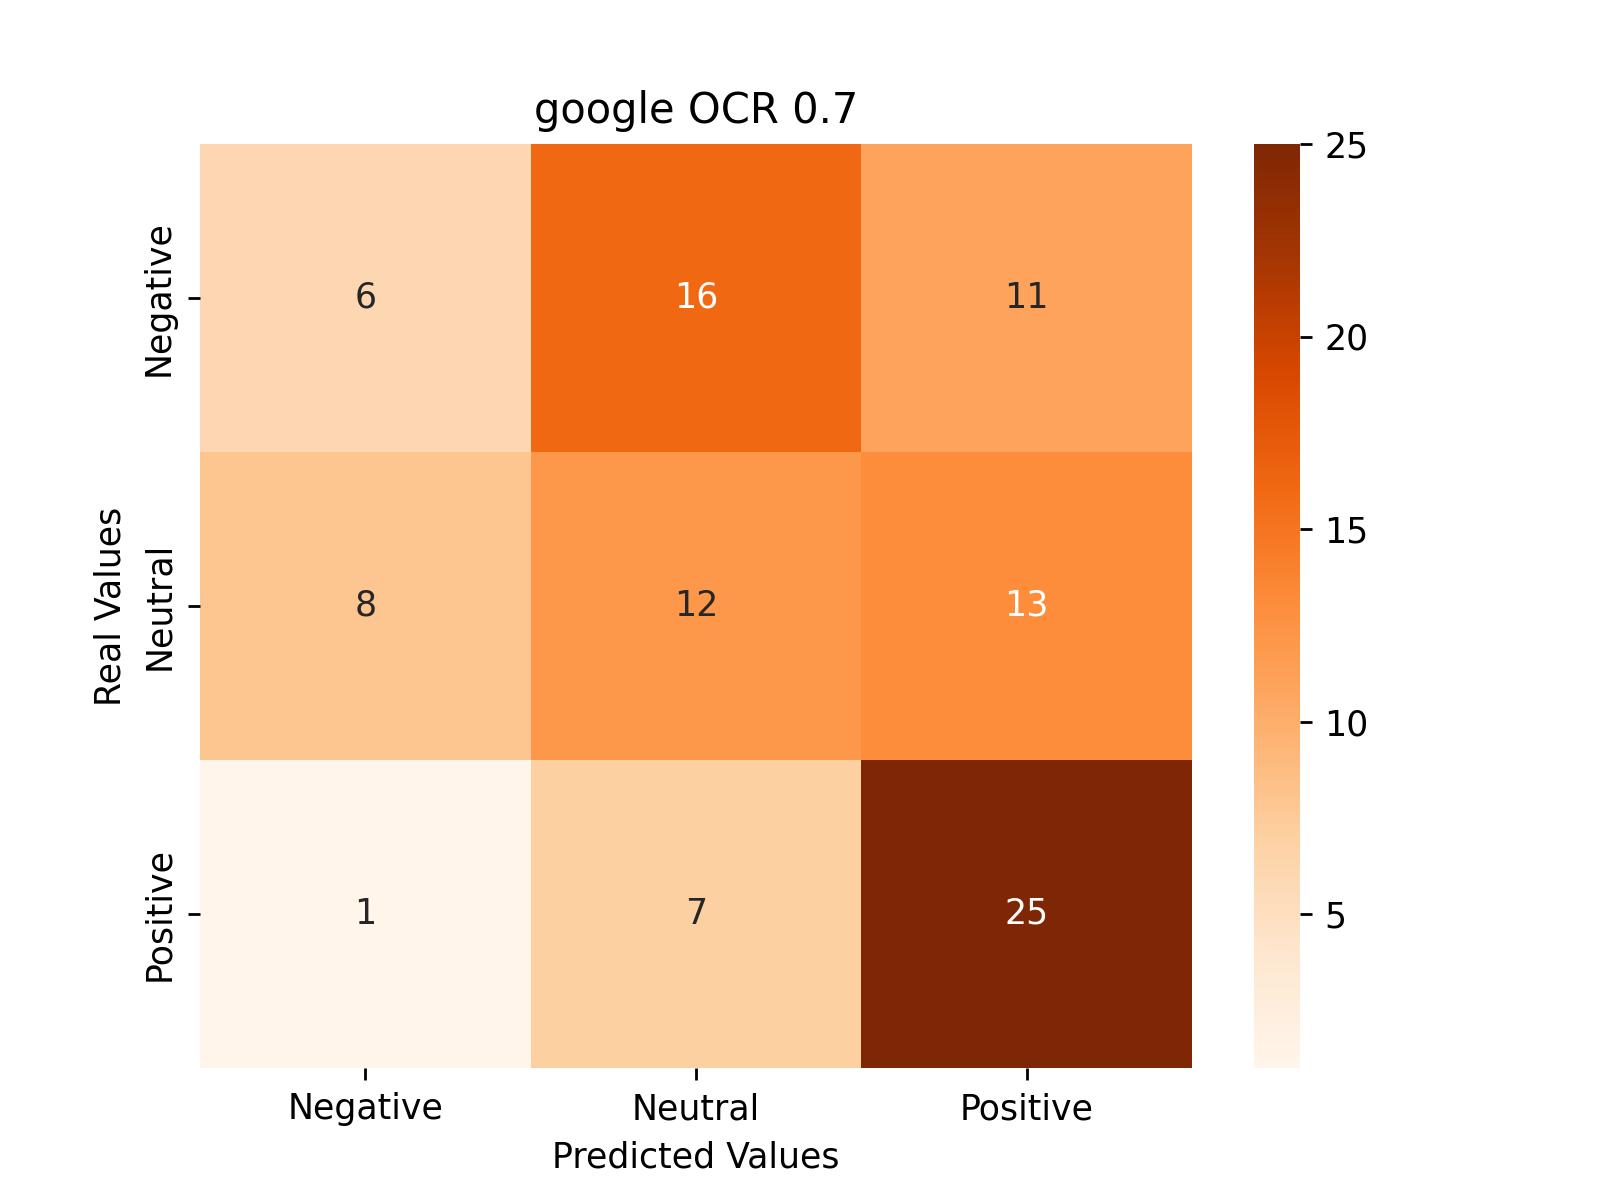 google OCR 0.7
25
20
15
10
5
Real Values
Negative
6 16 11
Neutral
8 12 13
Positive
1 7 25
Negative Neutral Positive
Predicted Values